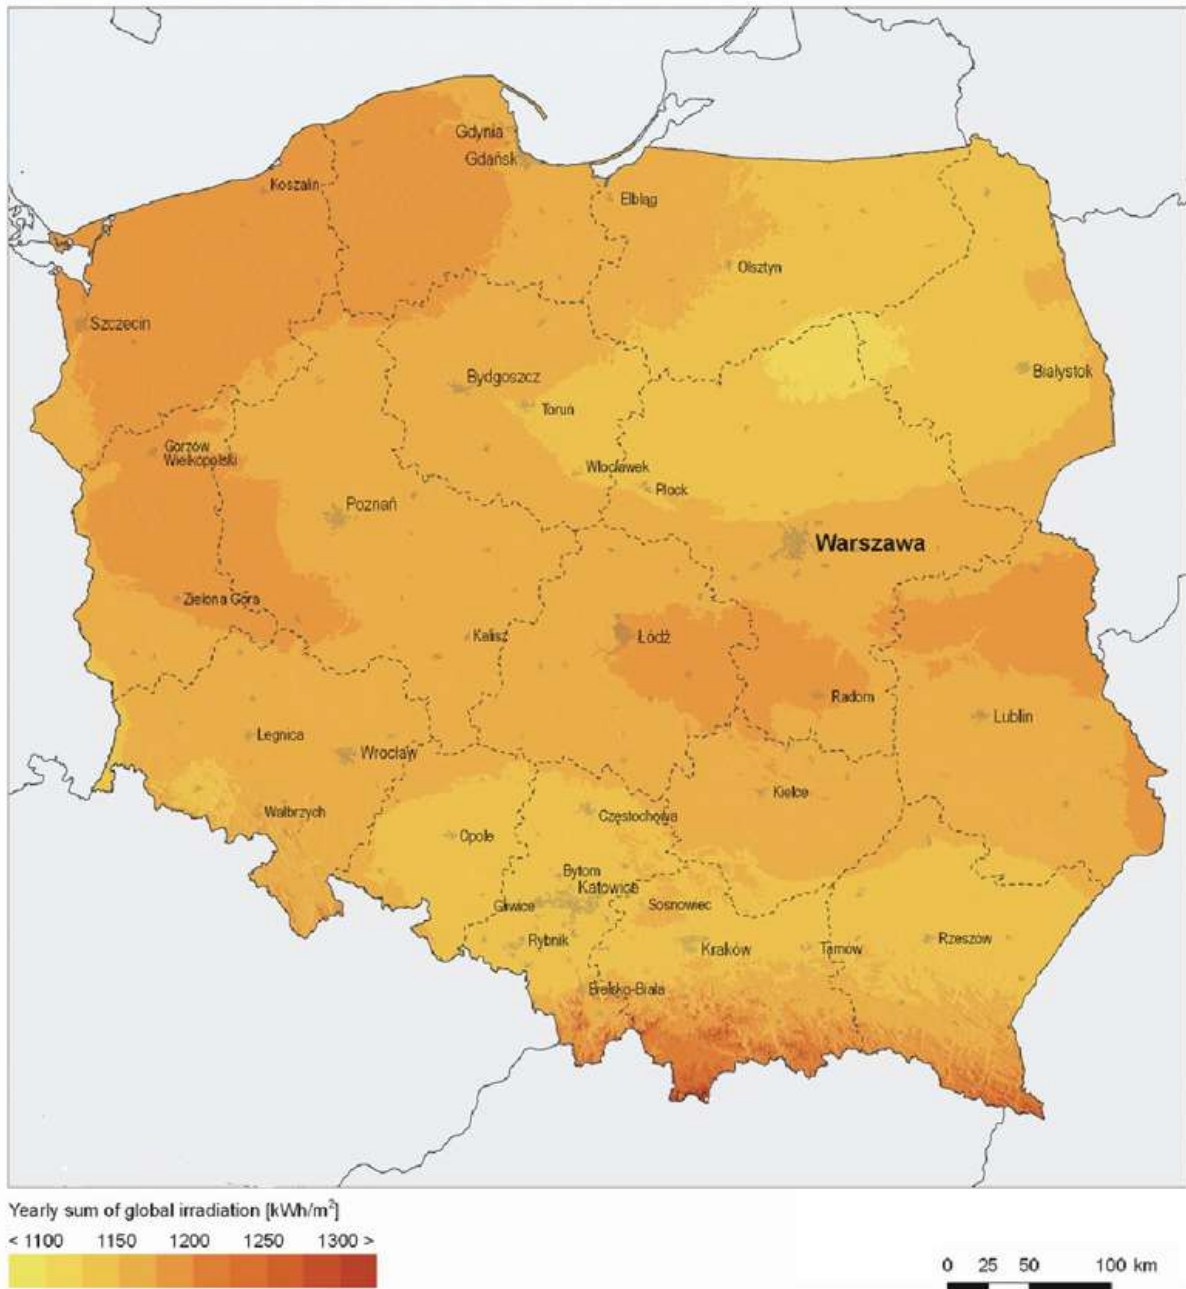 Gdynia
Gdańsk
Koszalin
Elbląg
Olsztyn
Szczecin
Bydgoszcz
Białystok
Toruń
Gorzów
Wielkopolski
Włocławek
Płock
Poznań
Warszawa
Zielona Góra
Kalisz
Łódź
Radom
Lublin
Legnica
Wrocław
Kielce
Wałbrzych
Częstochowa
Opole
Bytom
Katowice
Gliwice
Sosnowiec
Rybnik
Kraków
Tarnów
Rzeszów
Bielsko-Biała
Yearly sum of global irradiation [kWh/m²]
< 1100 1150 1200 1250 1300 >
0 25 50 100 km